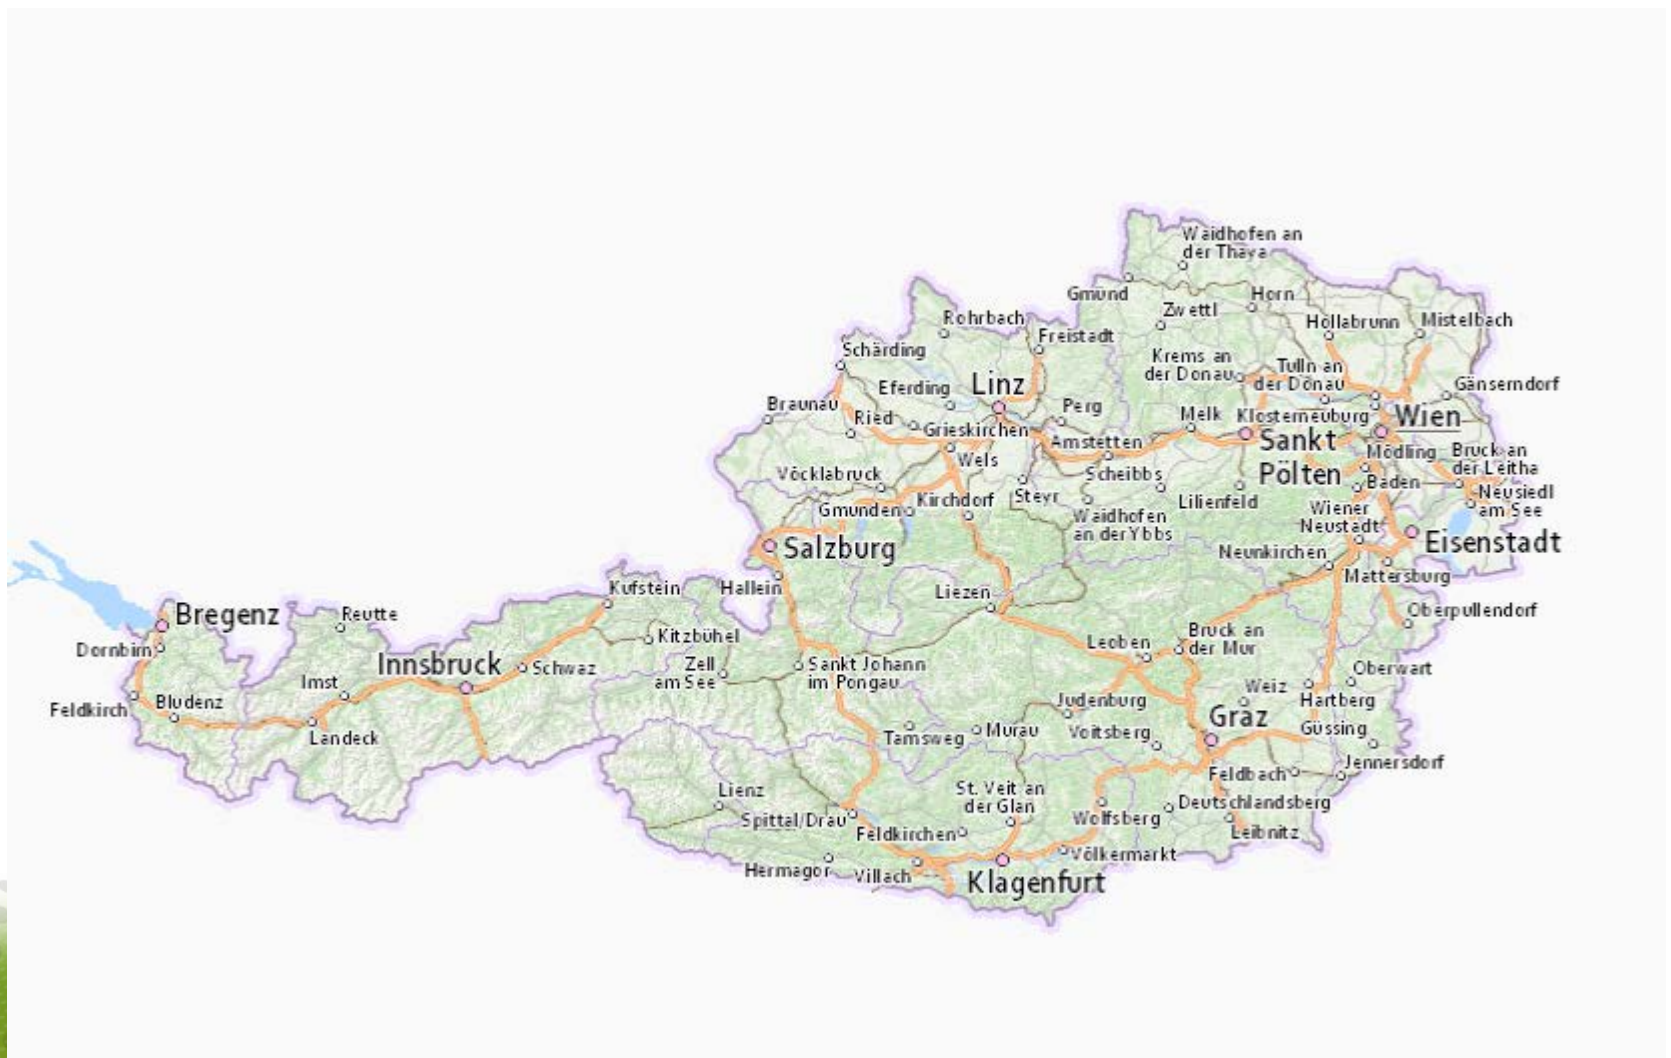 Waidhofen an
der Thaya
Gmünd
Horn
Zwettl
Hollabrunn
Mistelbach
Rohrbach
Freistadt
Schärding
Krems an
der Donau
Tulln an
der Donau
Eferding
Linz
Gänserndorf
Braunau
Ried
Perg
Melk
Klosterneuburg
Wien
Grieskirchen
Amstetten
Sankt
Pölten
Mödling
Bruck an
der Leitha
Wels
Vöcklabruck
Scheibbs
Baden
Steyr
Lilienfeld
Neusiedl
am See
Gmunden
Kirchdorf
Waidhofen
an der Ybbs
Wiener
Neustadt
Salzburg
Eisenstadt
Neunkirchen
Mattersburg
Hallein
Kufstein
Liezen
Bregenz
Reutte
Oberpullendorf
Dornbirn
Kitzbühel
Leoben
Bruck an
der Mur
Innsbruck
Schwaz
Zell
am See
Sankt Johann
im Pongau
Oberwart
Imst
Weiz
Feldkirch
Bludenz
Judenburg
Hartberg
Landeck
Graz
Tamsweg
Murau
Voitsberg
Güssing
Jennersdorf
Feldbach
Lienz
St. Veit an
der Glan
Deutschlandsberg
Spittal/Drau
Wolfsberg
Feldkirchen
Leibnitz
Völkermarkt
Hermagor
Villach
Klagenfurt